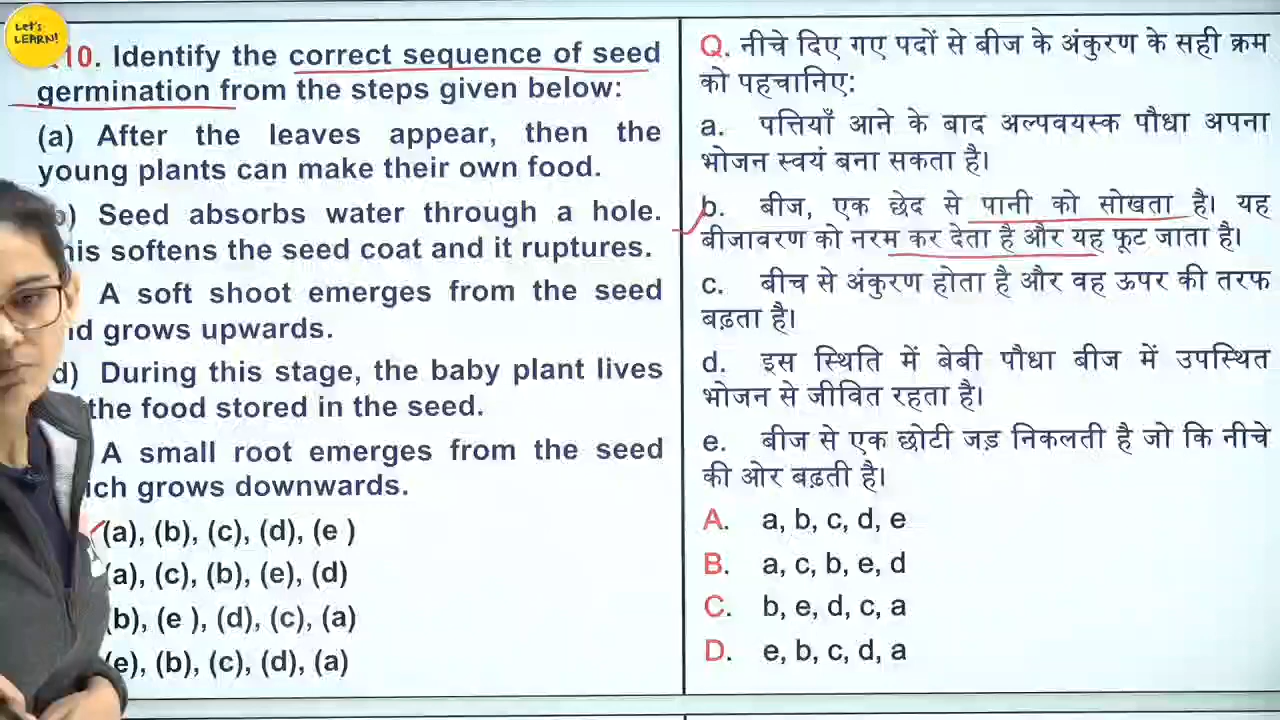 Let's
LEARN!
10. Identify the correct sequence of seed
germination from the steps given below:
(a) After the leaves appear, then the
young plants can make their own food.
) Seed absorbs water through a hole.
his softens the seed coat and it ruptures.
A soft shoot emerges from the seed
d grows upwards.
d) During this stage, the baby plant lives
the food stored in the seed.
A small root emerges from the seed
ich grows downwards.
(a), (b), (c), (d), (e )
a), (c), (b), (e), (d)
b), (e ), (d), (c), (a)
e), (b), (c), (d), (a)
Q. नीचे दिए गए पदों से बीज के अंकुरण के सही क्रम
को पहचानिए:
a. पत्तियाँ आने के बाद अल्पवयस्क पौधा अपना
भोजन स्वयं बना सकता है।
b. बीज, एक छेद से पानी को सोखता है। यह
बीजावरण को नरम कर देता है और यह फूट जाता है।
c. बीच से अंकुरण होता है और वह ऊपर की तरफ
बढ़ता है।
d. इस स्थिति में बेबी पौधा बीज में उपस्थित
भोजन से जीवित रहता है।
e. बीज से एक छोटी जड़ निकलती है जो कि नीचे
की ओर बढ़ती है।
A. a, b, c, d, e
B. a, c, b, e, d
C. b, e, d, c, a
D. e, b, c, d, a